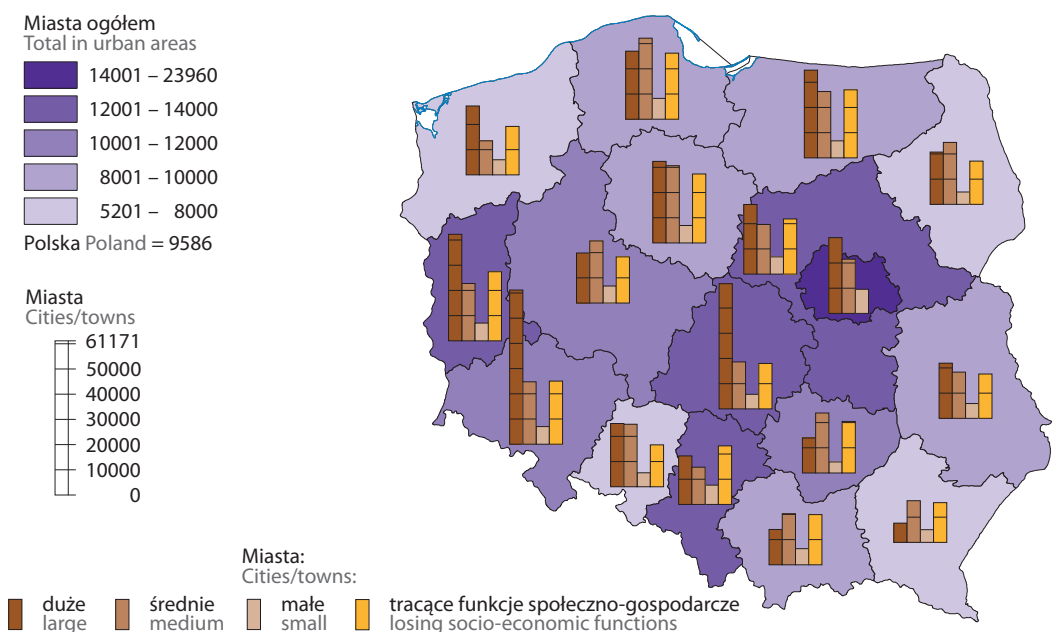 Miasta ogółem
Total in urban areas
14001 – 23960
12001 – 14000
10001 – 12000
8001 – 10000
5201 – 8000
Polska Poland = 9586
Miasta
Cities/towns
61171
50000
40000
30000
20000
10000
0
Miasta:
Cities/towns:
duże
large
średnie
medium
małe
small
tracące funkcje społeczno-gospodarcze
losing socio-economic functions